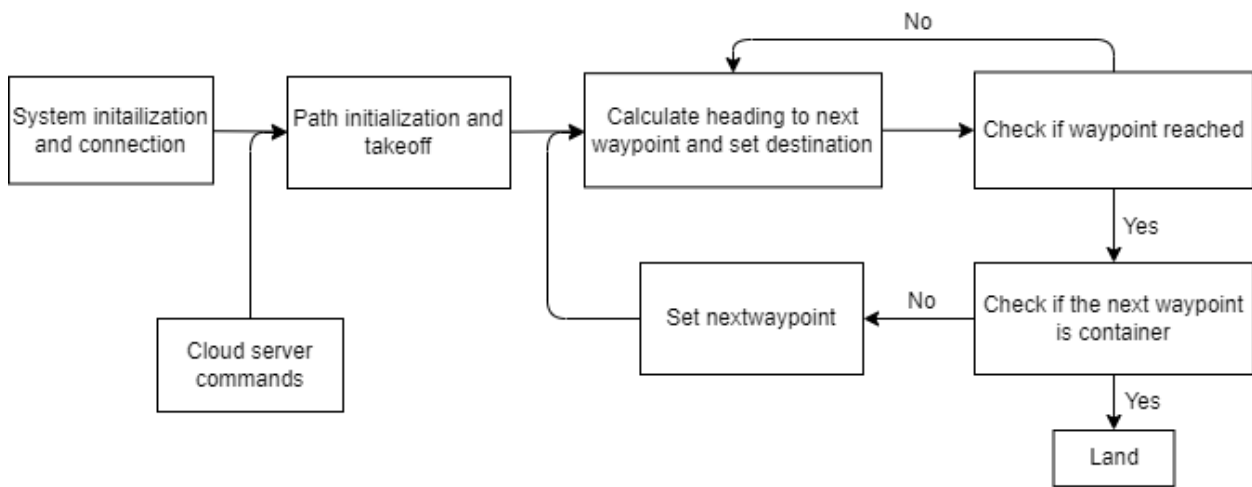 No
System initailization
and connection
Path initialization and
takeoff
Calculate heading to next
waypoint and set destination
Check if waypoint reached
Yes
Cloud server
commands
Set nextwaypoint
No
Check if the next waypoint
is container
Yes
Land